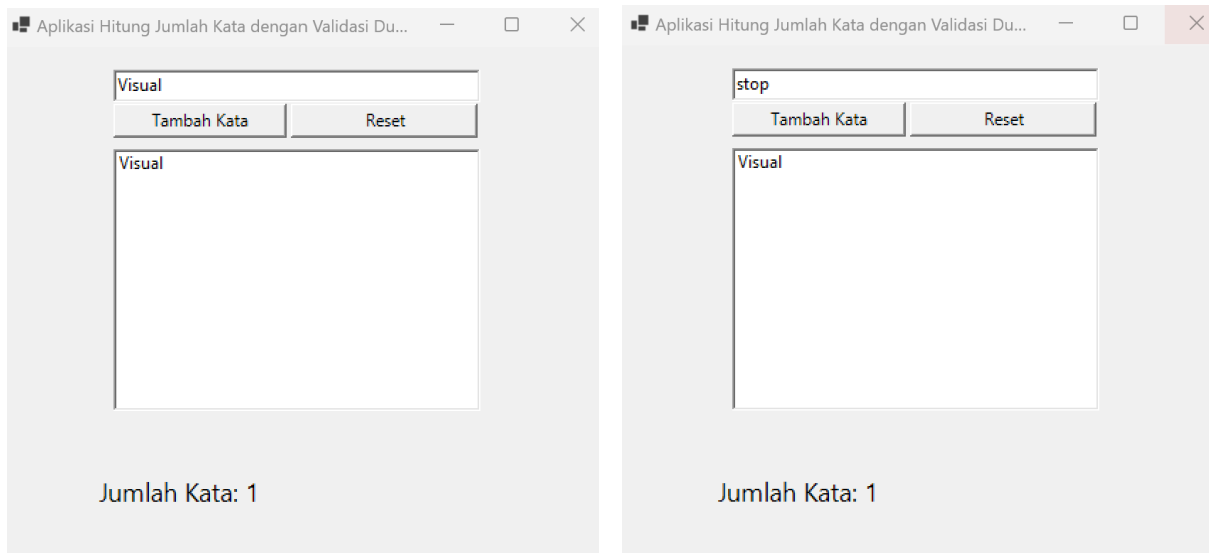 Aplikasi Hitung Jumlah Kata dengan Validasi Du...
Visual
Tambah Kata
Reset
Visual
Jumlah Kata: 1
Aplikasi Hitung Jumlah Kata dengan Validasi Du...
stop
Tambah Kata
Reset
Visual
Jumlah Kata: 1